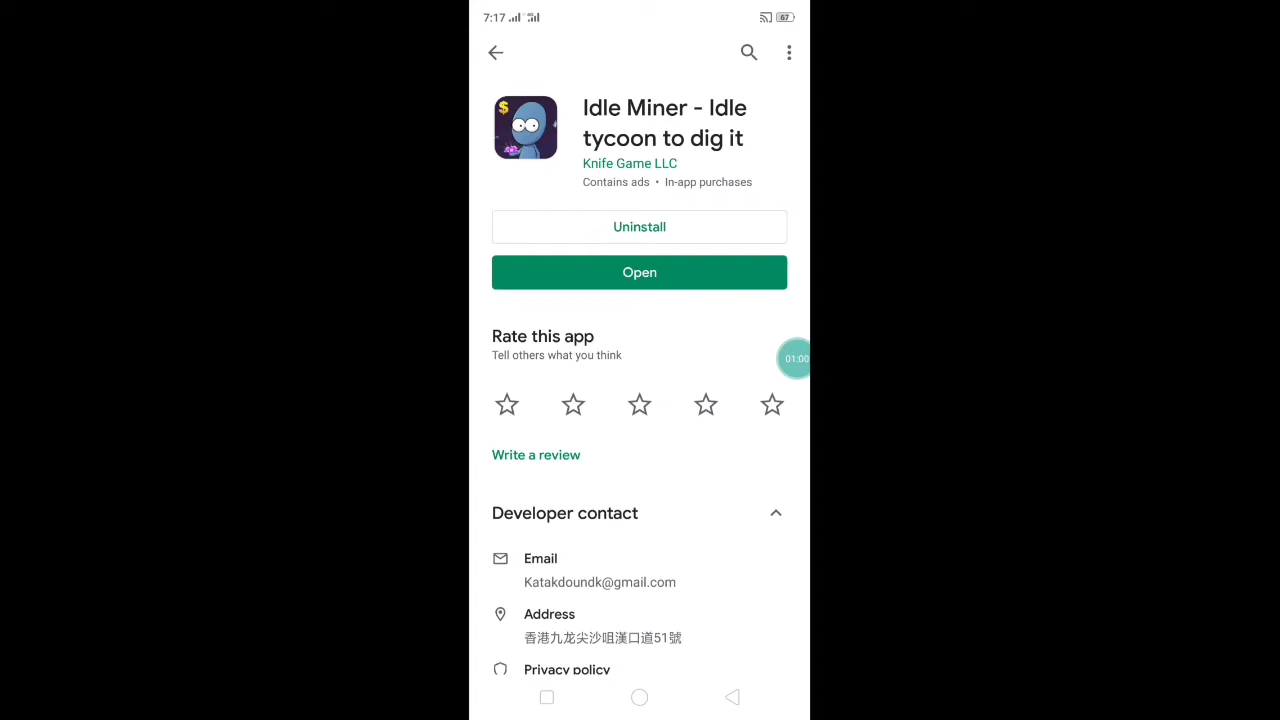 7:17
67
$
Idle Miner - Idle
tycoon to dig it
Knife Game LLC
Contains ads • In-app purchases
Uninstall
Open
Rate this app
Tell others what you think
01:00
Write a review
Developer contact
Email
Katakdoundk@gmail.com
Address
香港九龙尖沙咀漢口道51號
Privacy policy